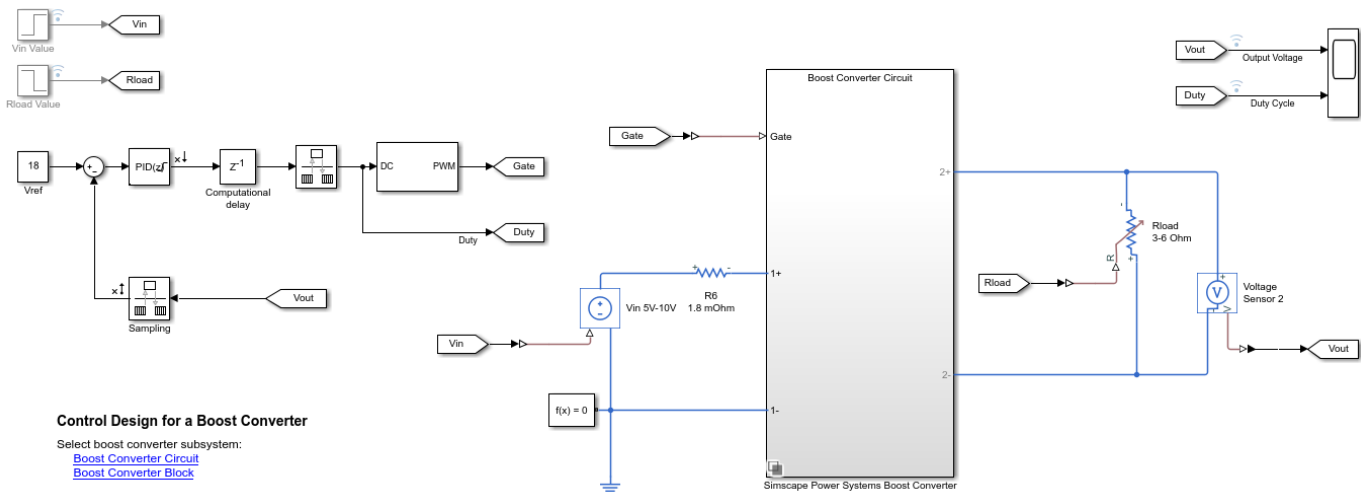 Vin
Vin Value
Rload
Rload Value
18
Vref
+
-
PID(z)
Z-1
Computational
delay
DC
PWM
Gate
Duty
Duty
Vout
Sampling
Control Design for a Boost Converter
Select boost converter subsystem:
Boost Converter Circuit
Boost Converter Block
Vin
f(x) = 0
+
-
Vin 5V-10V
+
-
R6
1.8 mOhm
Gate
Boost Converter Circuit
Gate
1+
1-
2+
2-
Simscape Power Systems Boost Converter
Rload
R
-
+
Rload
3-6 Ohm
+
V
-
V
Voltage
Sensor 2
Vout
Vout
Output Voltage
Duty
Duty Cycle